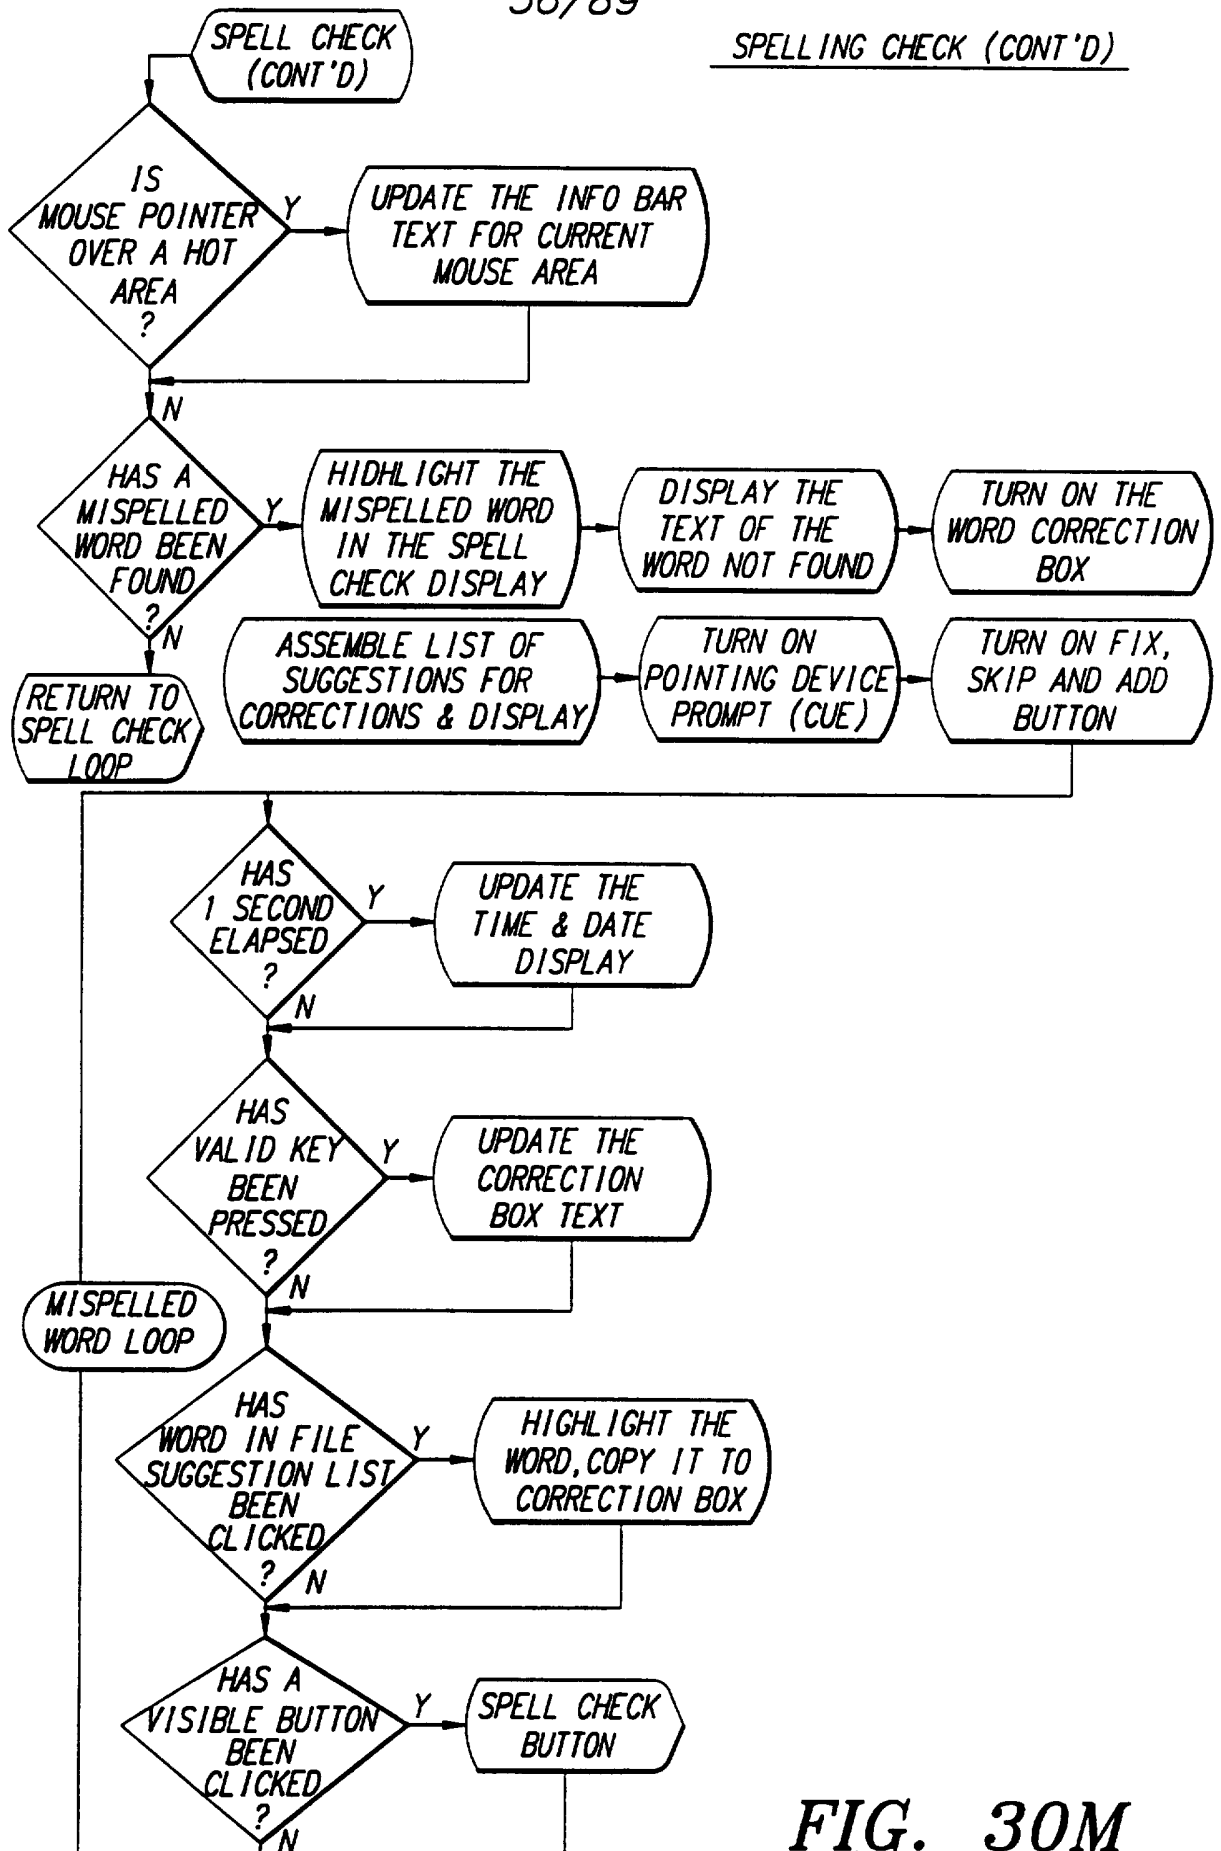 56/89
SPELL CHECK
(CONT'D)
SPELLING CHECK (CONT'D)
IS
MOUSE POINTER
OVER A HOT
AREA
?
Y
UPDATE THE INFO BAR
TEXT FOR CURRENT
MOUSE AREA
N
HAS A
MISPELLED
WORD BEEN
FOUND
?
Y
HIDHLIGHT THE
MISPELLED WORD
IN THE SPELL
CHECK DISPLAY
DISPLAY THE
TEXT OF THE
WORD NOT FOUND
TURN ON THE
WORD CORRECTION
BOX
N
RETURN TO
SPELL CHECK
LOOP
ASSEMBLE LIST OF
SUGGESTIONS FOR
CORRECTIONS & DISPLAY
TURN ON
POINTING DEVICE
PROMPT (CUE)
TURN ON FIX,
SKIP AND ADD
BUTTON
HAS
1 SECOND
ELAPSED
?
Y
UPDATE THE
TIME & DATE
DISPLAY
N
HAS
VALID KEY
BEEN
PRESSED
?
Y
UPDATE THE
CORRECTION
BOX TEXT
N
MISPELLED
WORD LOOP
HAS
WORD IN FILE
SUGGESTION LIST
BEEN
CLICKED
?
Y
HIGHLIGHT THE
WORD, COPY IT TO
CORRECTION BOX
N
HAS A
VISIBLE BUTTON
BEEN
CLICKED
?
Y
SPELL CHECK
BUTTON
N
FIG. 30M